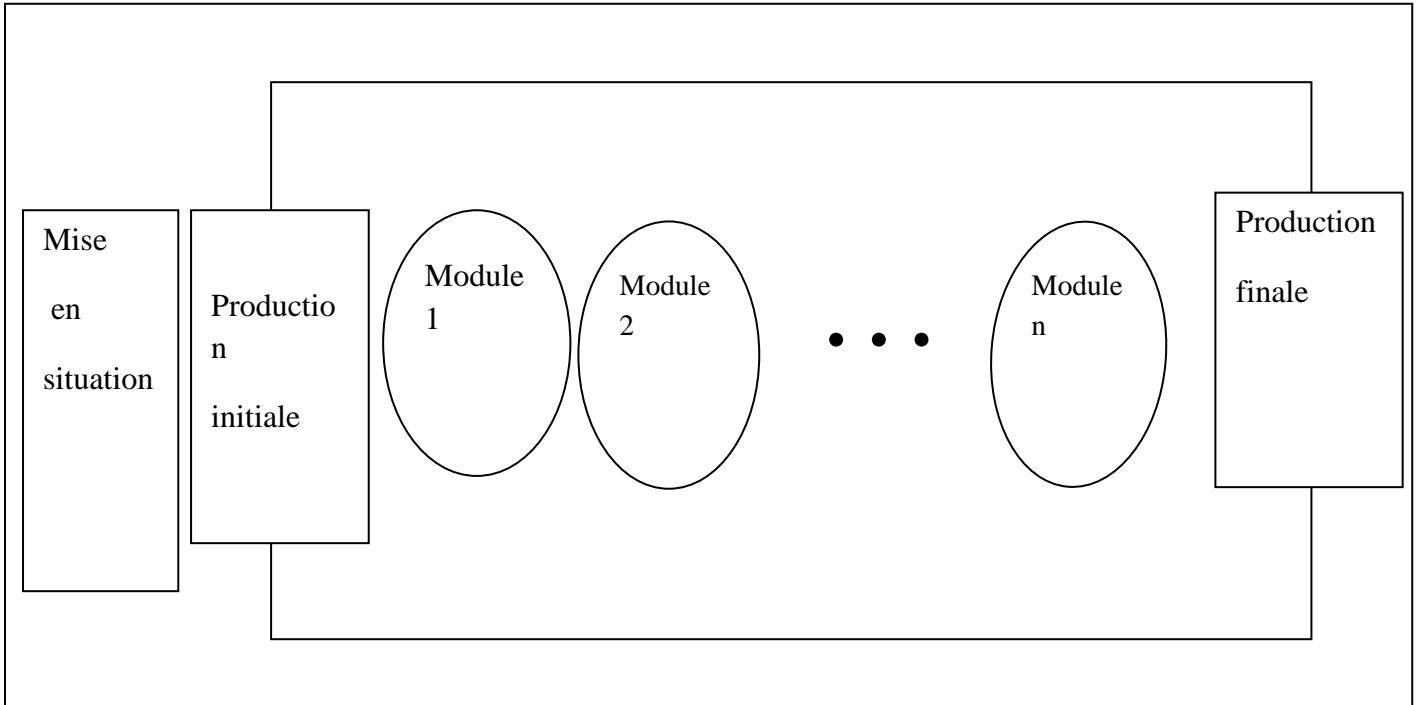 Mise
en
situation
Productio
n
initiale
Module
1
Module
2
Module
n
Production
finale